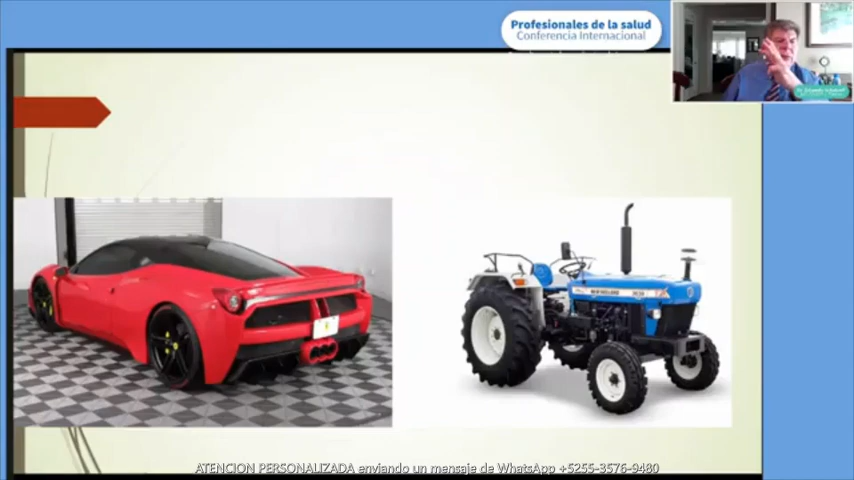 Profesionales de la salud
Conferencia Internacional
NEW HOLLAND
ATENCION PERSONALIZADA enviando un mensaje de WhatsApp +5255-3576-9480